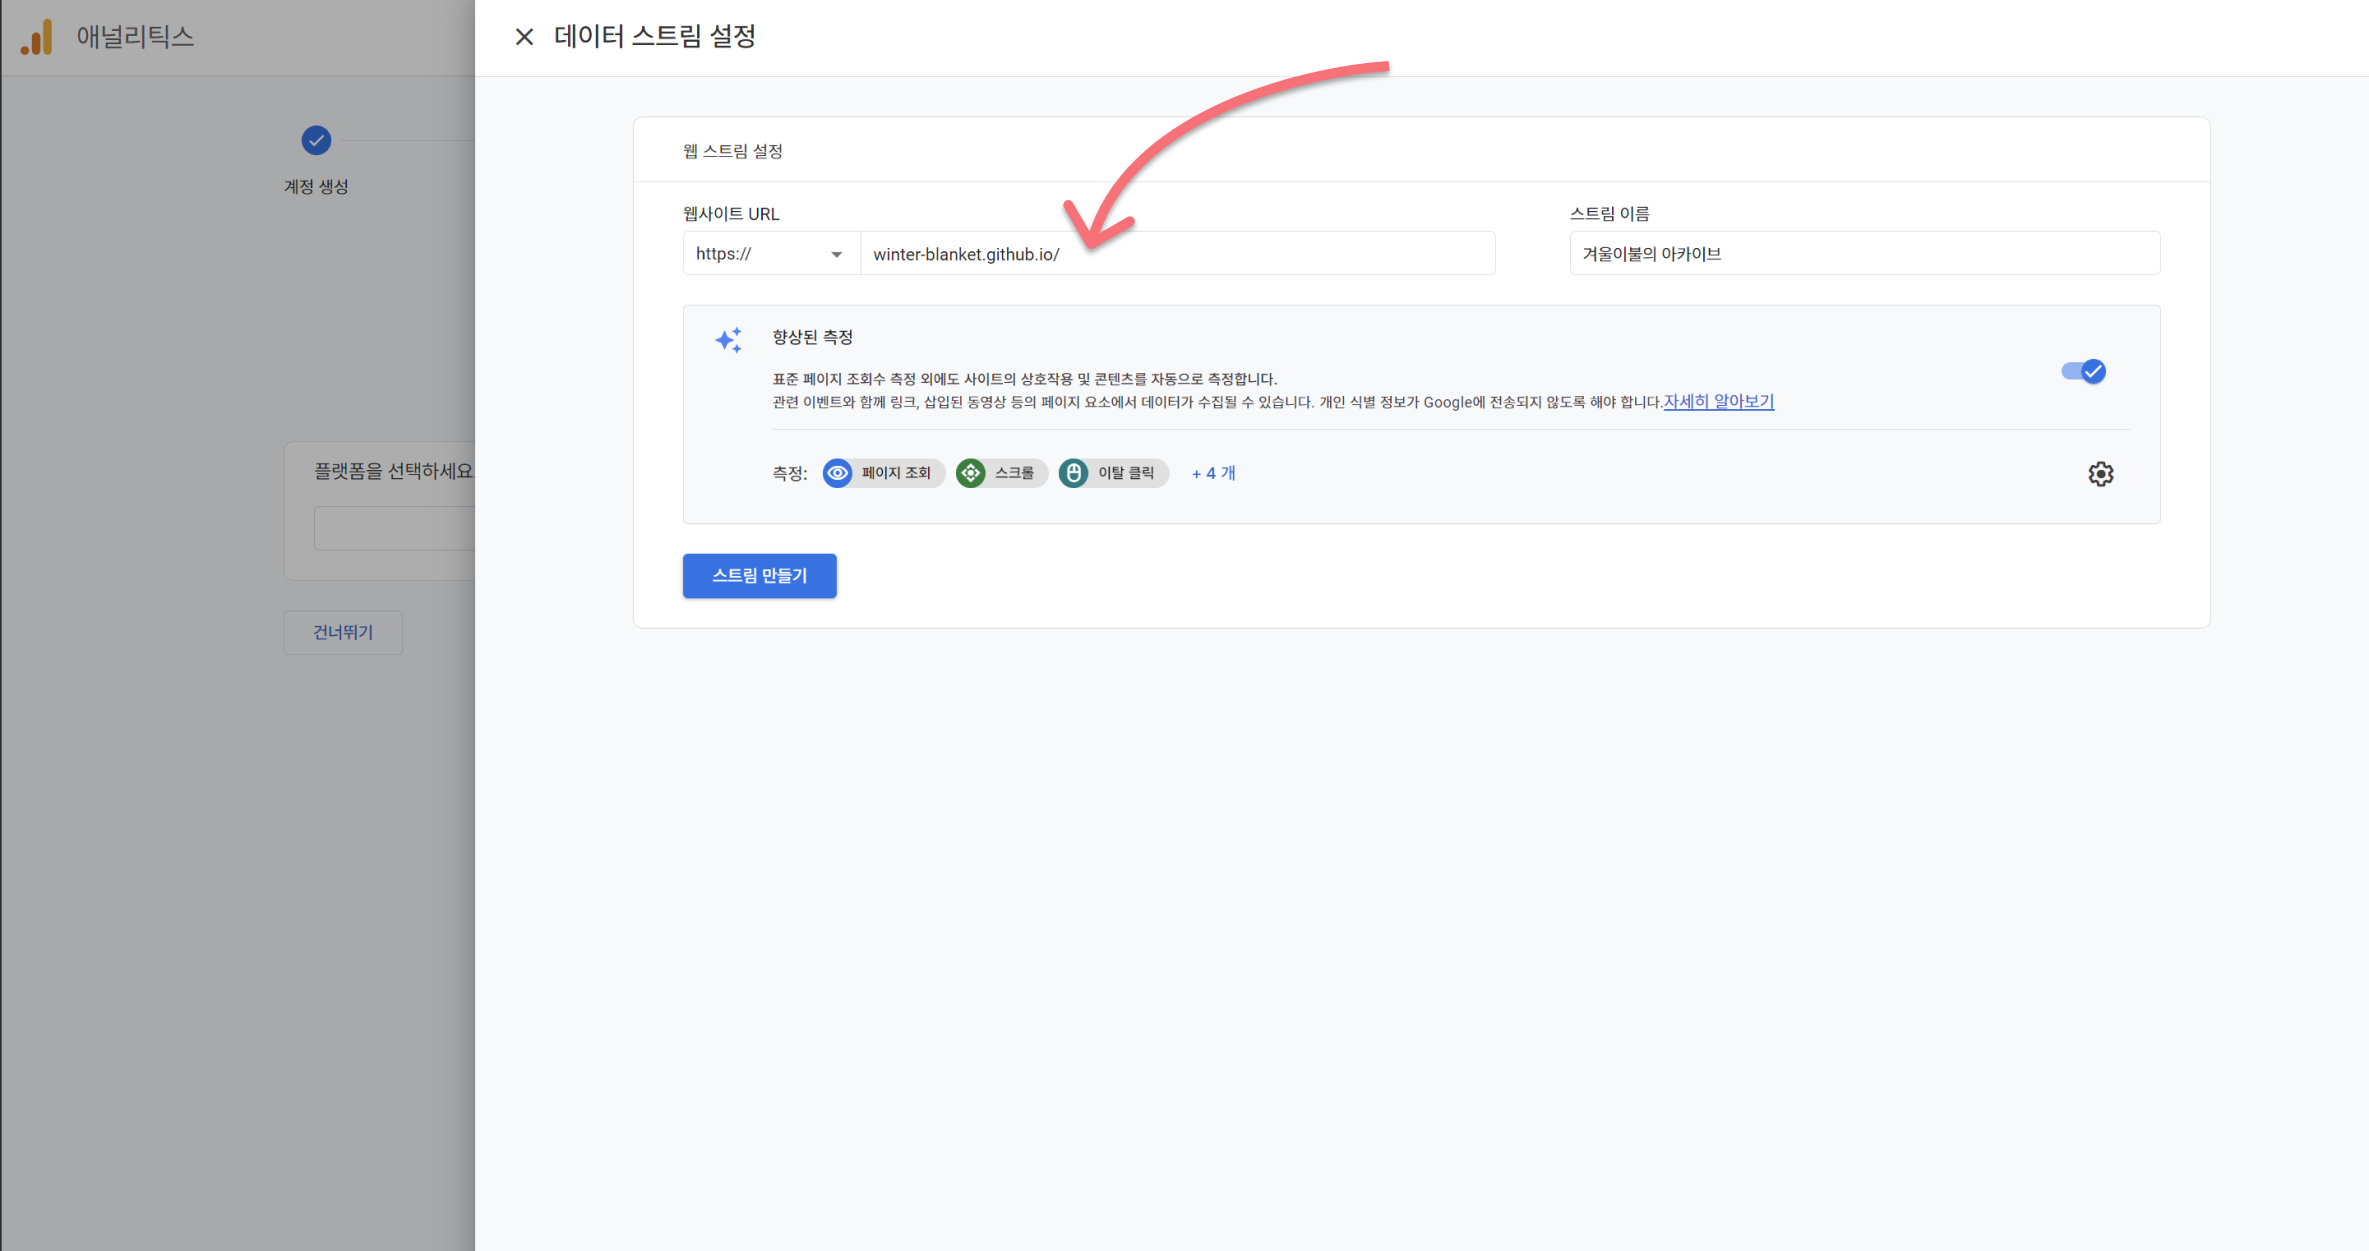 애널리틱스
데이터 스트림 설정
계정 생성
플랫폼을 선택하세요.
건너뛰기
웹 스트림 설정
웹사이트 URL
https://
winter-blanket.github.io/
스트림 이름
겨울이불의 아카이브
향상된 측정
표준 페이지 조회수 측정 외에도 사이트의 상호작용 및 콘텐츠를 자동으로 측정합니다.
관련 이벤트와 함께 링크, 삽입된 동영상 등의 페이지 요소에서 데이터가 수집될 수 있습니다. 개인 식별 정보가 Google에 전송되지 않도록 해야 합니다.자세히 알아보기
측정: 페이지 조회 스크롤 이탈 클릭 + 4 개
스트림 만들기